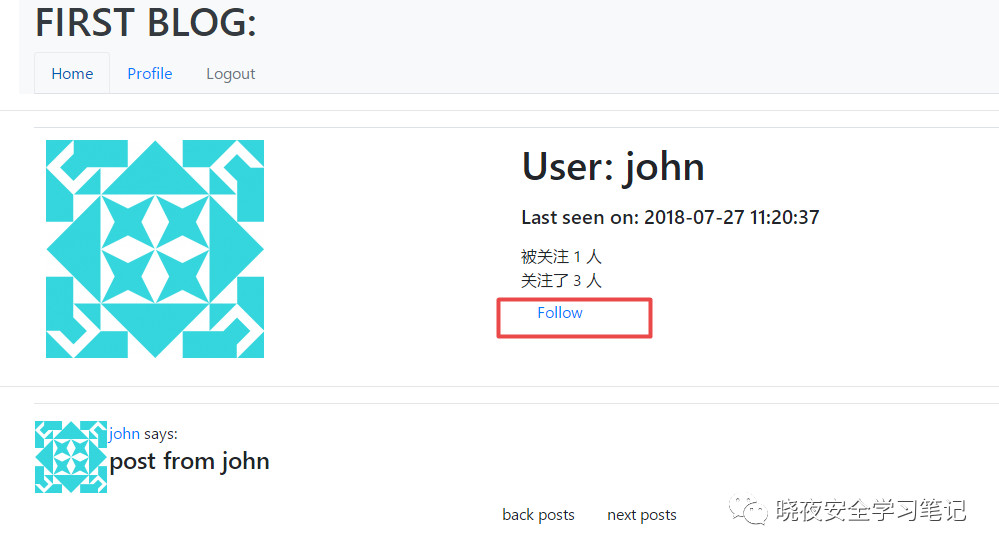 FIRST BLOG:
Home Profile Logout
User: john
Last seen on: 2018-07-27 11:20:37
被关注 1 人
关注了 3 人
Follow
john says:
post from john
back posts next posts
晓夜安全学习笔记